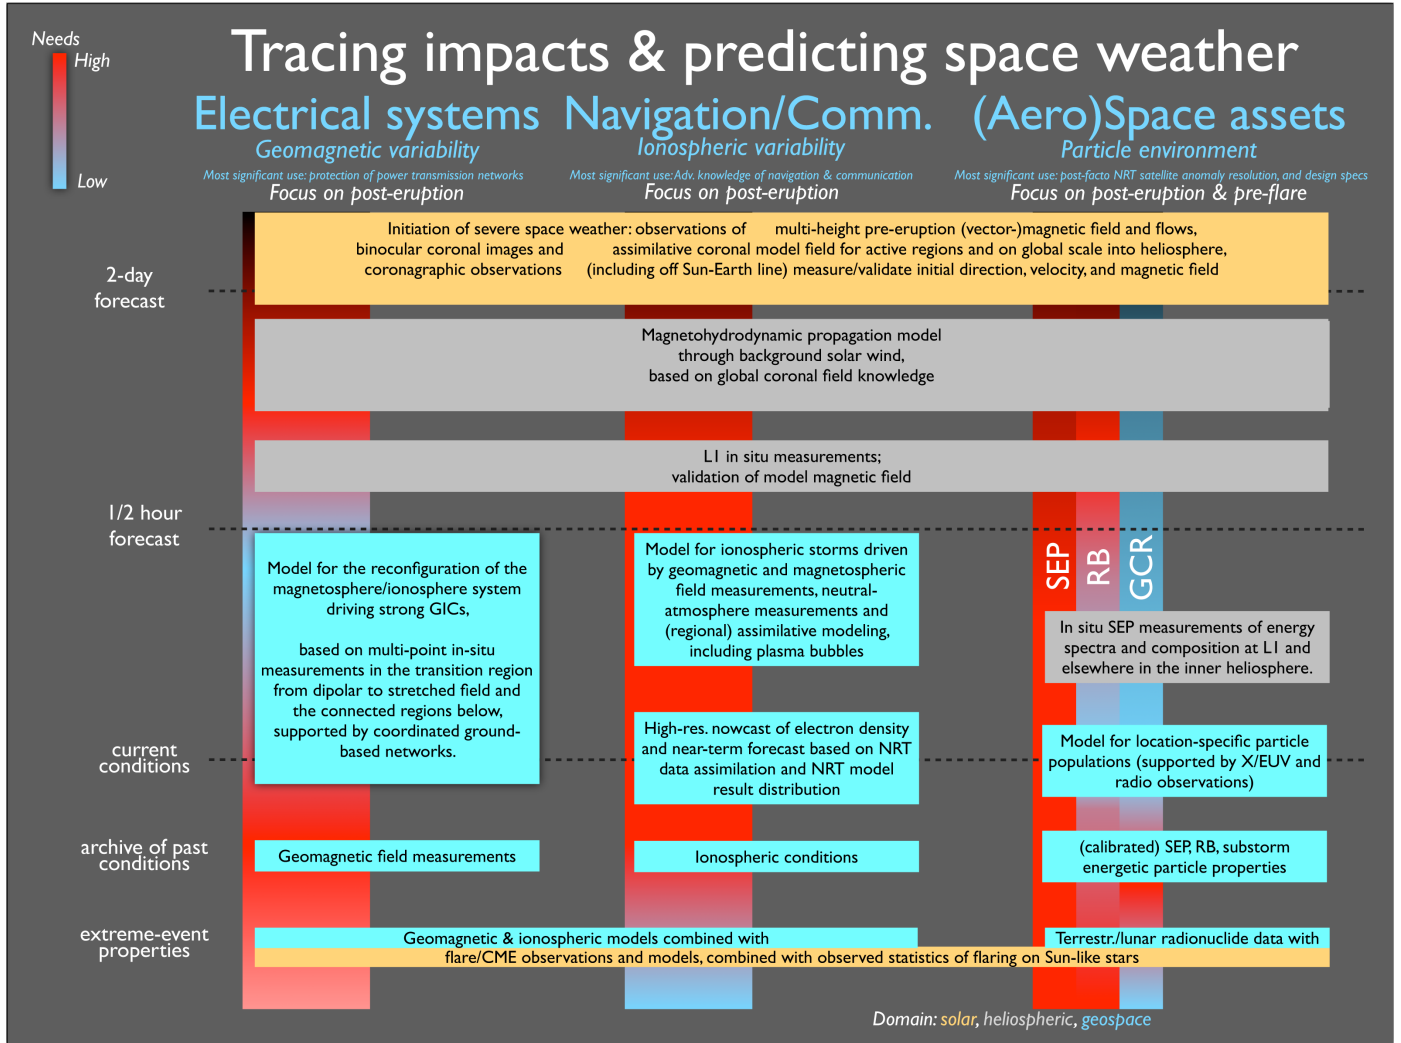 Needs
High
Low
Tracing impacts & predicting space weather
Electrical systems
Geomagnetic variability
Most significant use: protection of power transmission networks
Focus on post-eruption
Navigation/Comm.
Ionospheric variability
Most significant use: Adv. knowledge of navigation & communication
Focus on post-eruption
(Aero)Space assets
Particle environment
Most significant use: post-facto NRT satellite anomaly resolution, and design specs
Focus on post-eruption & pre-flare
2-day
forecast
Initiation of severe space weather: observations of multi-height pre-eruption (vector-)magnetic field and flows,
binocular coronal images and assimilative coronal model field for active regions and on global scale into heliosphere,
coronagraphic observations (including off Sun-Earth line) measure/validate initial direction, velocity, and magnetic field
Magnetohydrodynamic propagation model
through background solar wind,
based on global coronal field knowledge
L1 in situ measurements;
validation of model magnetic field
1/2 hour
forecast
Model for the reconfiguration of the
magnetosphere/ionosphere system
driving strong GICs,
based on multi-point in-situ
measurements in the transition region
from dipolar to stretched field and
the connected regions below,
supported by coordinated ground-
based networks.
Model for ionospheric storms driven
by geomagnetic and magnetospheric
field measurements, neutral-
atmosphere measurements and
(regional) assimilative modeling,
including plasma bubbles
SEP
RB
GCR
In situ SEP measurements of energy
spectra and composition at L1 and
elsewhere in the inner heliosphere.
current
conditions
High-res. nowcast of electron density
and near-term forecast based on NRT
data assimilation and NRT model
result distribution
Model for location-specific particle
populations (supported by X/EUV and
radio observations)
archive of past
conditions
Geomagnetic field measurements
Ionospheric conditions
(calibrated) SEP, RB, substorm
energetic particle properties
extreme-event
properties
Geomagnetic & ionospheric models combined with
Terrestr./lunar radionuclide data with
flare/CME observations and models, combined with observed statistics of flaring on Sun-like stars
Domain: solar, heliospheric, geospace